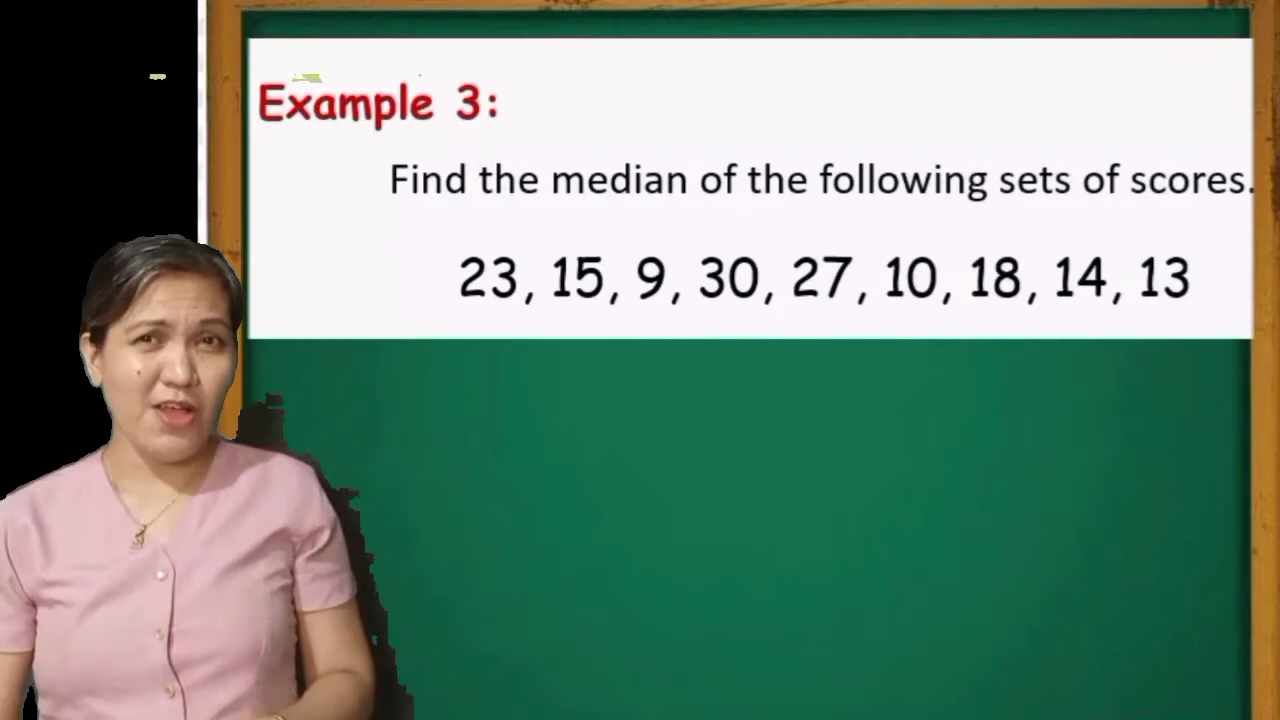 Example 3:
Find the median of the following sets of scores.
23, 15, 9, 30, 27, 10, 18, 14, 13